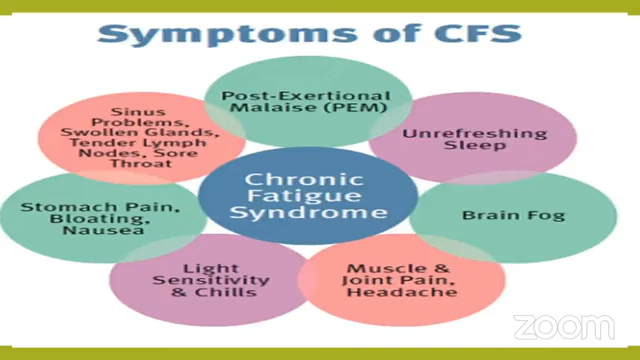 Symptoms of CFS
Post-Exertional
Malaise (PEM)
Unrefreshing
Sleep
Brain Fog
Muscle &
Joint Pain,
Headache
Light
Sensitivity
& Chills
Stomach Pain,
Bloating,
Nausea
Sinus
Problems,
Swollen Glands,
Tender Lymph
Nodes, Sore
Throat
Chronic
Fatigue
Syndrome
zoom